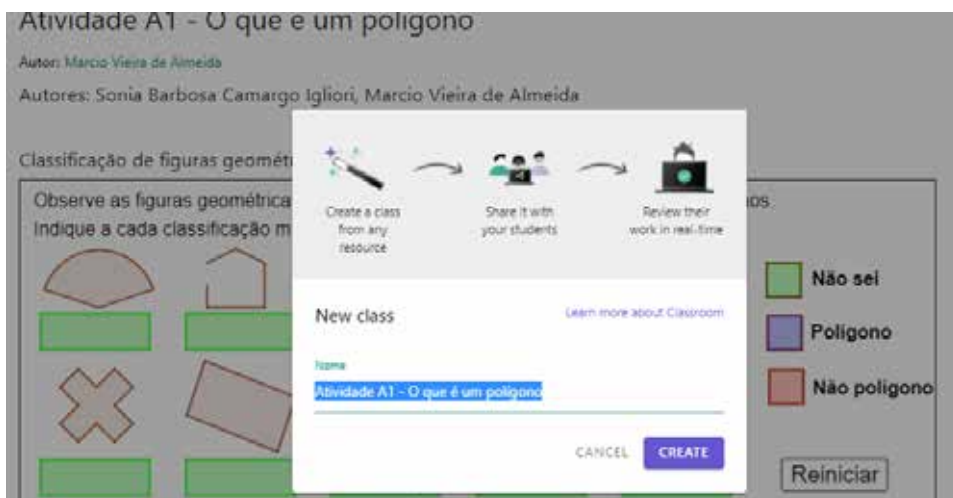 Atividade A1 - O que é um polígono
Autor: Marcio Vieira de Almeida
Autores: Sonia Barbosa Camargo Igliori, Marcio Vieira de Almeida
Classificação de figuras geométri
Observe as figuras geométrica
Indique a cada classificação m
Create a class
from any
resource
Share it with
your students
Review their
work in real-time
New class
Learn more about Classroom
Name
Atividade A1 - O que é um polígono
CANCEL
CREATE
Não sei
Polígono
Não polígono
Reiniciar